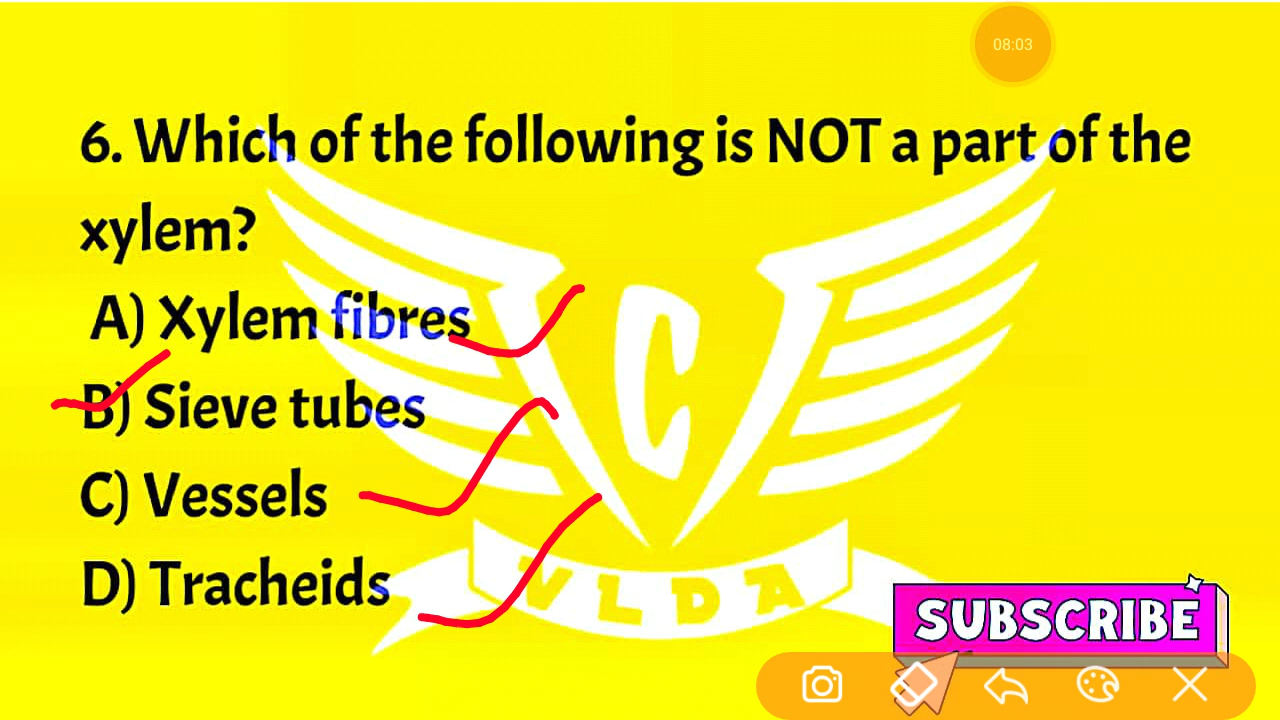 08:03
6. Which of the following is NOT a part of the
xylem?
A) Xylem fibres
B) Sieve tubes
C) Vessels
D) Tracheids
C
VLDA
SUBSCRIBE